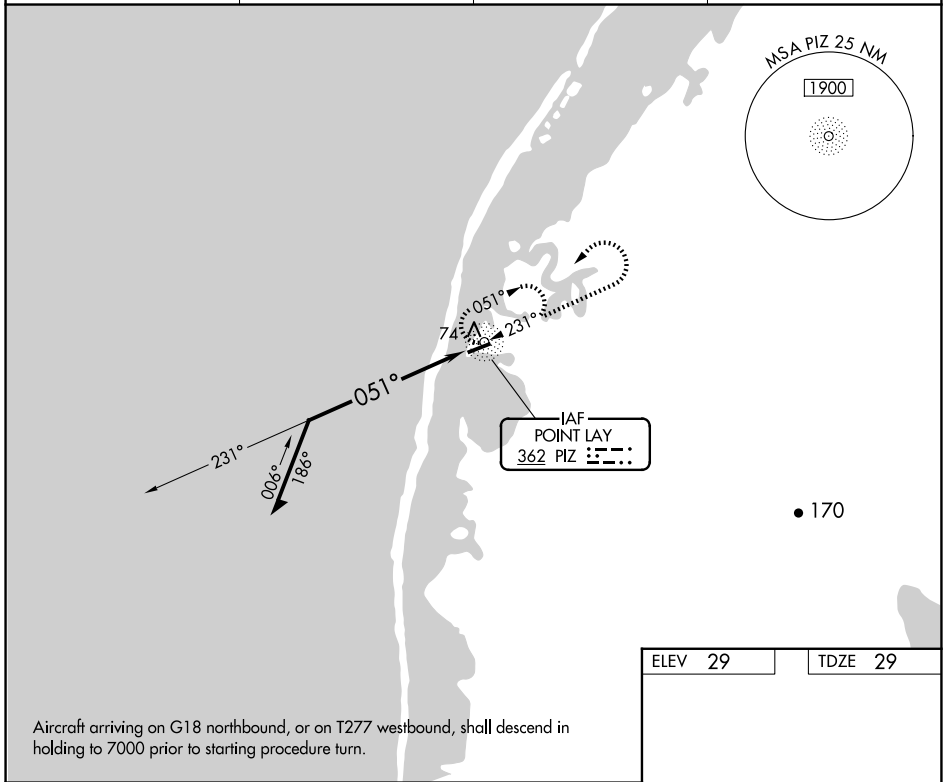 MSA PIZ 25 NM
1900
051°
231°
74
051°
IAF
POINT LAY
362 PIZ
231°
006°
186°
170
ELEV 29
TDZE 29
Aircraft arriving on G18 northbound, or on T277 westbound, shall descend in
holding to 7000 prior to starting procedure turn.